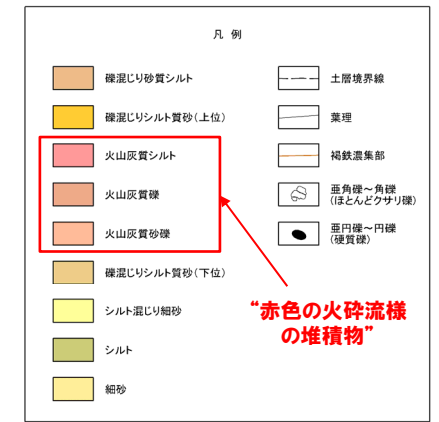 凡 例
礫混じり砂質シルト
礫混じりシルト質砂(上位)
火山灰質シルト
火山灰質礫
火山灰質砂礫
礫混じりシルト質砂(下位)
シルト混じり細砂
シルト
細砂
土層境界線
葉理
褐鉄濃集部
亜角礫～角礫
(ほとんどクサリ礫)
亜円礫～円礫
(硬質礫)
“赤色の火砕流様
の堆積物”